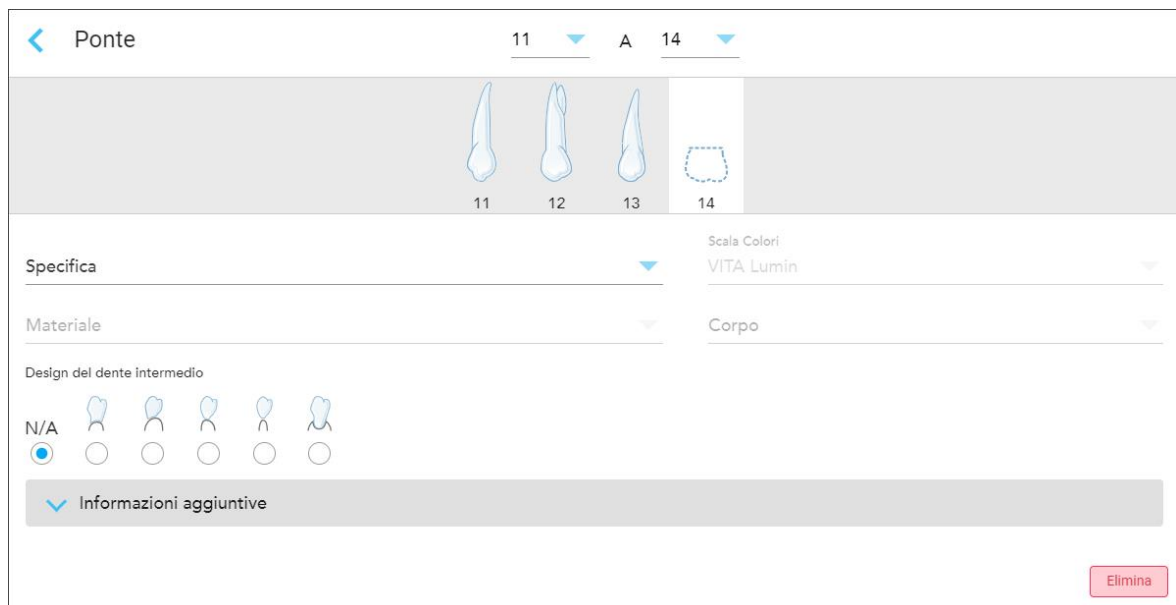 Ponte 11 A 14
11 12 13 14
Scala Colori
Specifica VITA Lumin
Materiale Corpo
Design del dente intermedio
N/A
Informazioni aggiuntive
Elimina